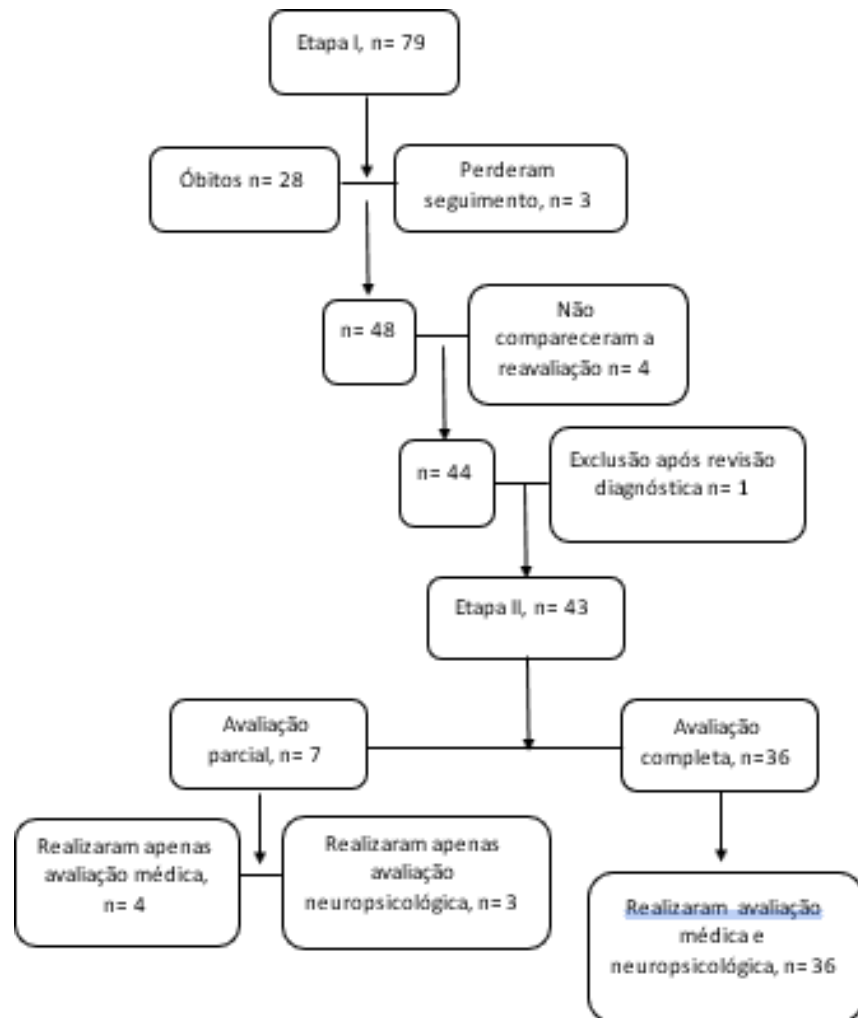 Etapa I, n= 79
Óbitos n= 28
Perderam
seguimento, n= 3
n= 48
Não
compareceram a
reavaliação n= 4
n= 44
Exclusão após revisão
diagnóstica n= 1
Etapa II, n= 43
Avaliação
parcial, n= 7
Avaliação
completa, n=36
Realizaram apenas
avaliação médica,
n= 4
Realizaram apenas
avaliação
neuropsicológica, n= 3
Realizaram avaliação
médica e
neuropsicológica, n= 36